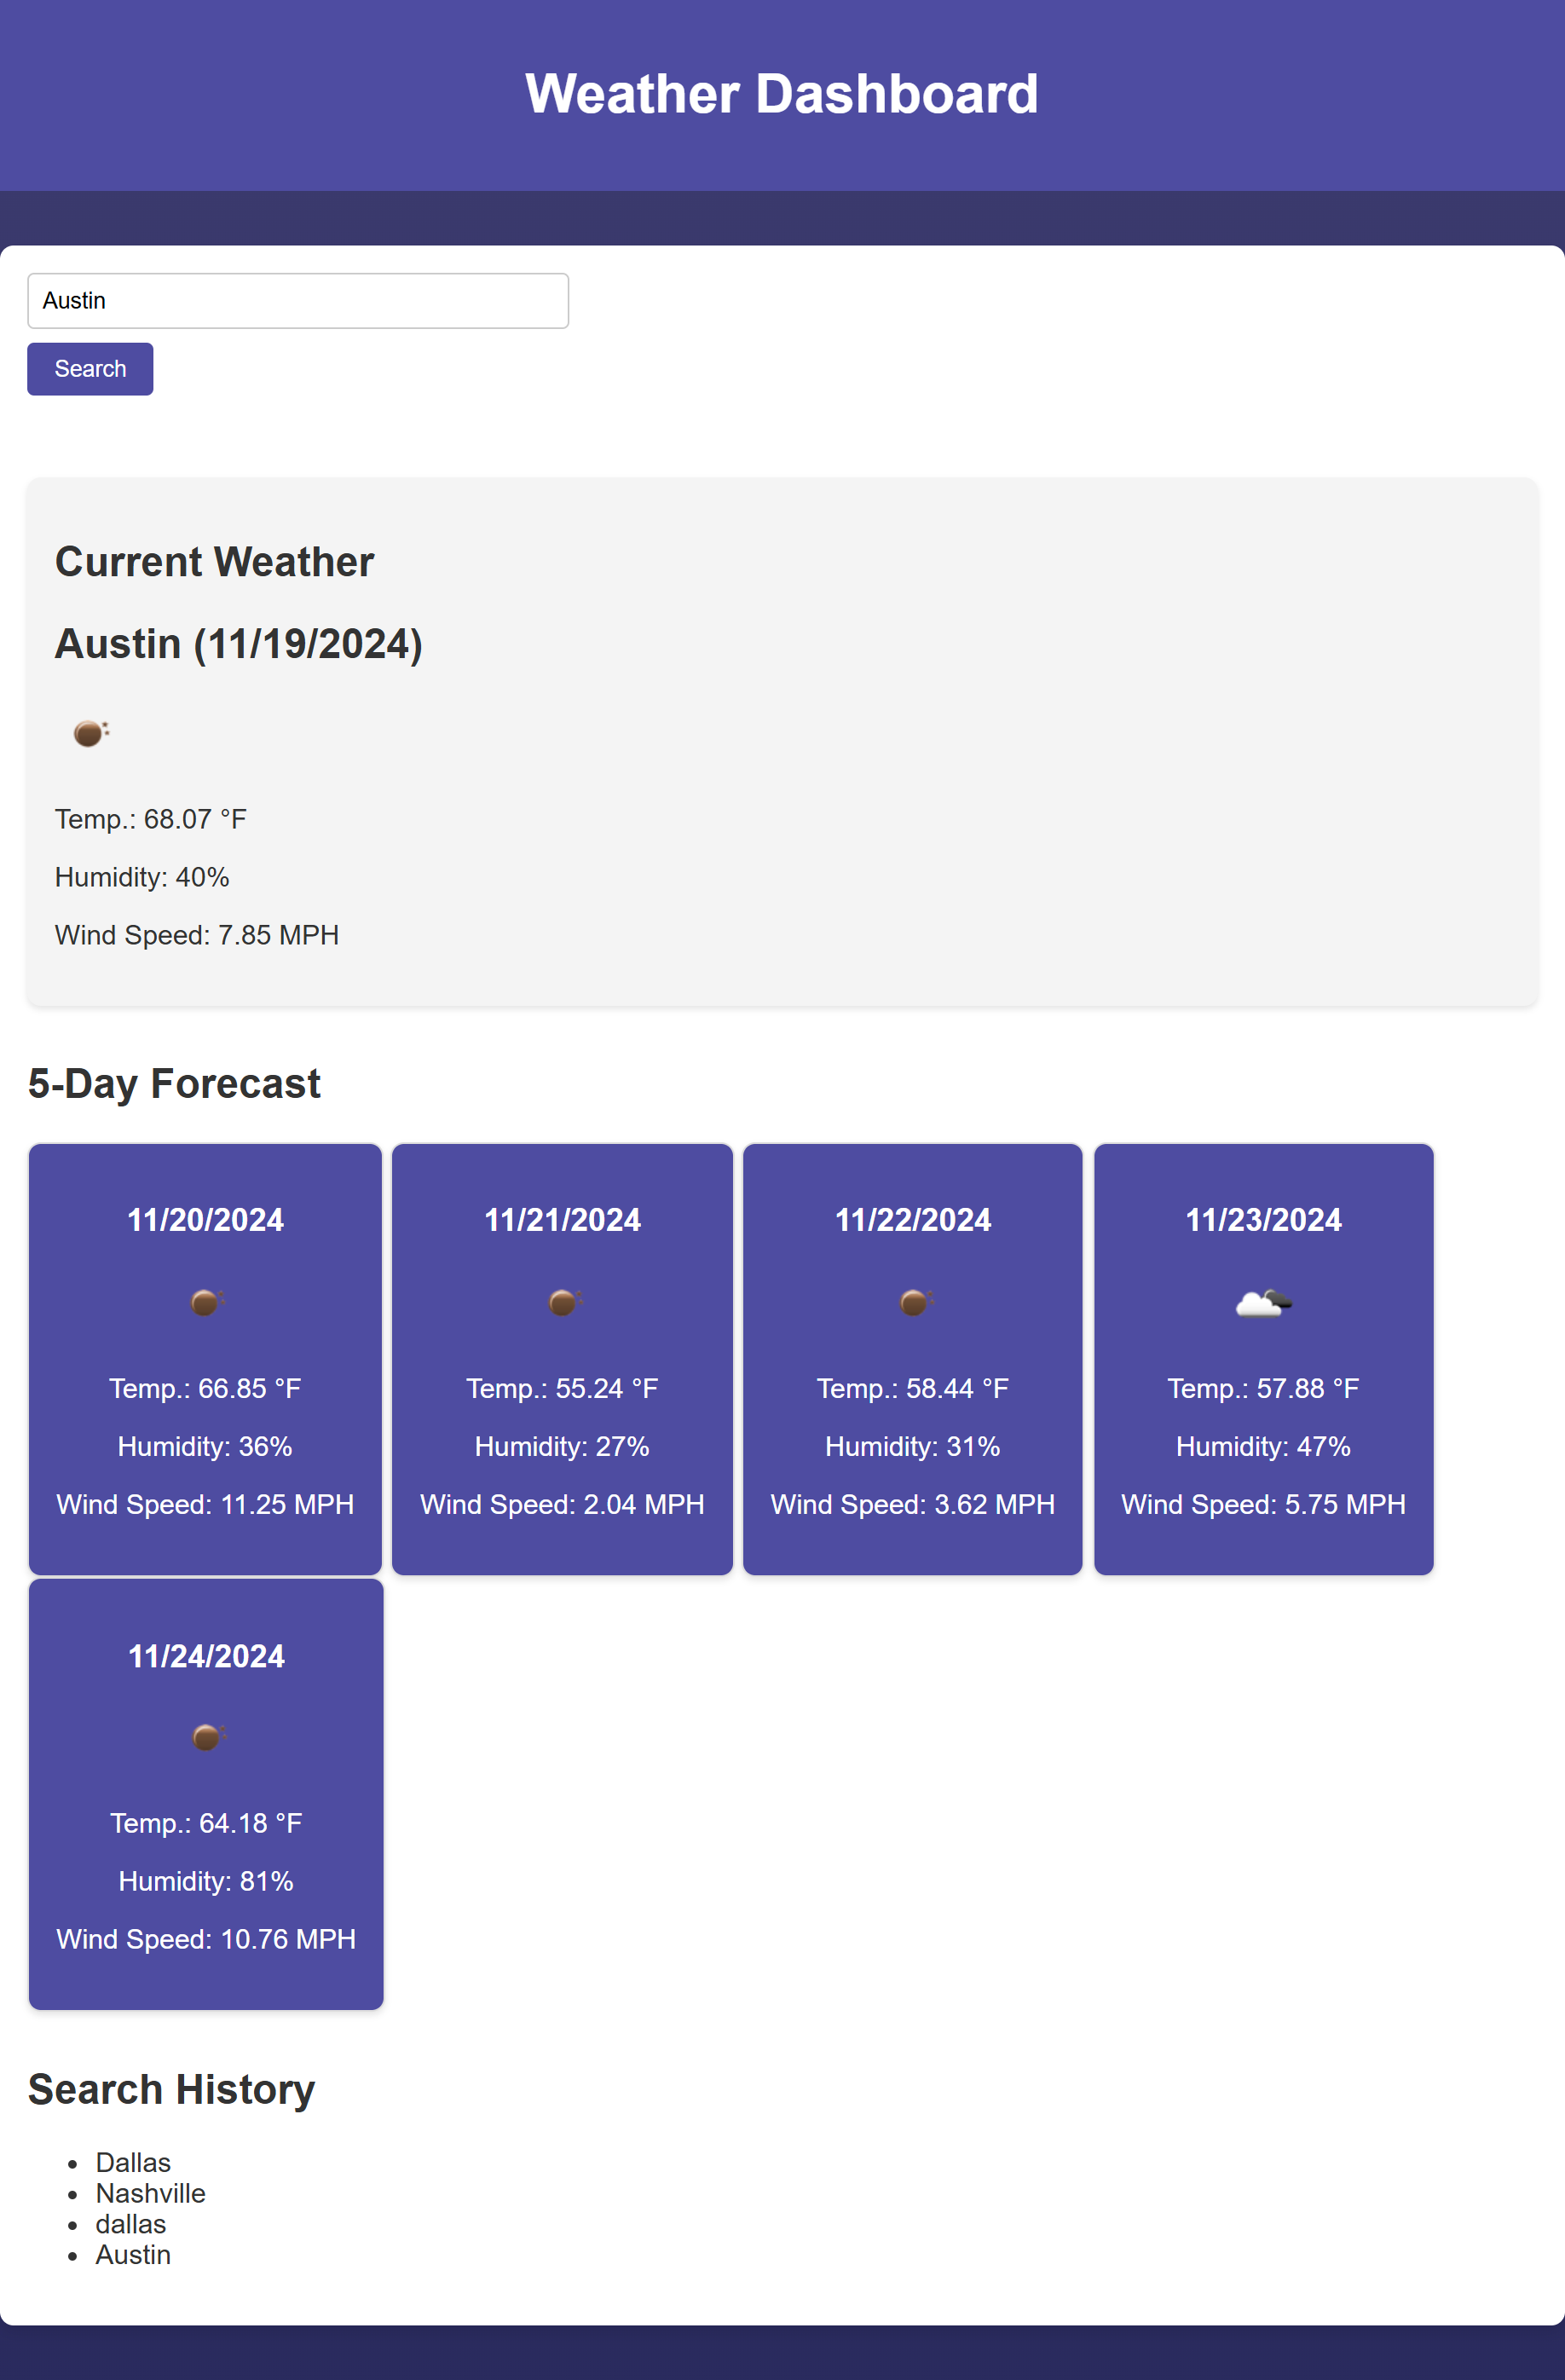 Weather Dashboard
Austin
Search
Current Weather
Austin (11/19/2024)
Temp.: 68.07 °F
Humidity: 40%
Wind Speed: 7.85 MPH
5-Day Forecast
11/20/2024
Temp.: 66.85 °F
Humidity: 36%
Wind Speed: 11.25 MPH
11/21/2024
Temp.: 55.24 °F
Humidity: 27%
Wind Speed: 2.04 MPH
11/22/2024
Temp.: 58.44 °F
Humidity: 31%
Wind Speed: 3.62 MPH
11/23/2024
Temp.: 57.88 °F
Humidity: 47%
Wind Speed: 5.75 MPH
11/24/2024
Temp.: 64.18 °F
Humidity: 81%
Wind Speed: 10.76 MPH
Search History
Dallas
Nashville
dallas
Austin